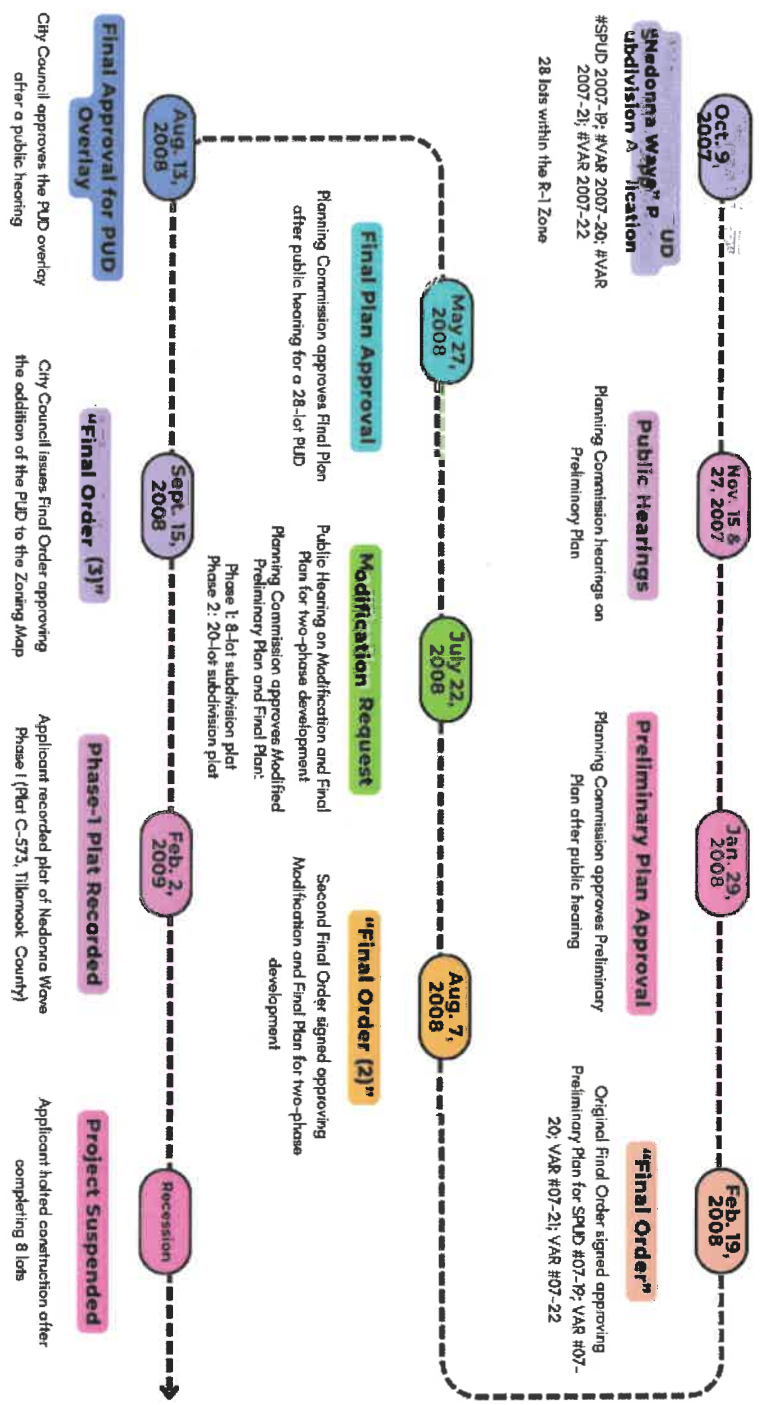 Oct. 9,
2007
"Nedonna Wave" P UD
ubdivision A lication
#SPUD 2007-19; #VAR 2007-20; #VAR
2007-21; #VAR 2007-22
28 lots within the R-1 Zone
Nov. 15 &
27, 2007
Public Hearings
Planning Commission hearings on
Preliminary Plan
Jan. 29,
2008
Preliminary Plan Approval
Planning Commission approves Preliminary
Plan after public hearing
Feb. 19,
2008
"Final Order"
Original Final Order signed approving
Preliminary Plan for SPUD #07-19; VAR #07-
20; VAR #07-21; VAR #07-22
May 27,
2008
Final Plan Approval
Planning Commission approves Final Plan
after public hearing for a 28-lot PUD
July 22,
2008
Modification Request
Public Hearing on Modification and Final
Plan for two-phase development
Planning Commission approves Modified
Preliminary Plan and Final Plan:
Phase 1: 8-lot subdivision plat
Phase 2: 20-lot subdivision plat
Aug. 7,
2008
"Final Order (2)"
Second Final Order signed approving
Modification and Final Plan for two-phase
development
Aug. 13,
2008
Final Approval for PUD
Overlay
City Council approves the PUD overlay
after a public hearing
Sept. 15,
2008
"Final Order (3)"
City Council issues Final Order approving
the addition of the PUD to the Zoning Map
Feb. 2,
2009
Phase-1 Plat Recorded
Applicant recorded plat of Nedonna Wave
Phase I (Plat C-573, Tillamook County)
Recession
Project Suspended
Applicant halted construction after
completing 8 lots